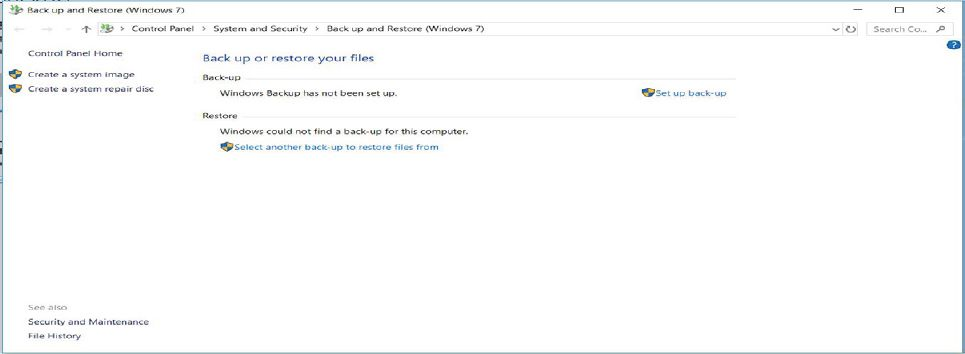 Back up and Restore (Windows 7)
Control Panel > System and Security > Back up and Restore (Windows 7)
Search Co...
Control Panel Home
Create a system image
Create a system repair disc
Back up or restore your files
Back-up
Windows Backup has not been set up.
Set up back-up
Restore
Windows could not find a back-up for this computer.
Select another back-up to restore files from
See also
Security and Maintenance
File History